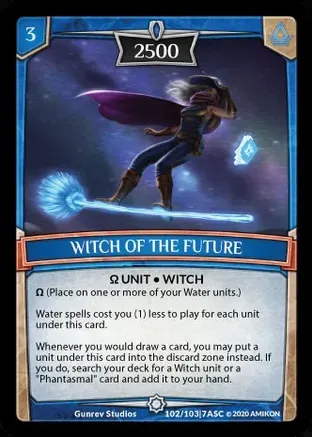 3
2500
WITCH OF THE FUTURE
Ω UNIT • WITCH
Ω (Place on one or more of your Water units.)
Water spells cost you (1) less to play for each unit
under this card.
Whenever you would draw a card, you may put a
unit under this card into the discard zone instead. If
you do, search your deck for a Witch unit or a
"Phantasmal" card and add it to your hand.
Gunrev Studios 102/103|7ASC ©2020 AMIKON